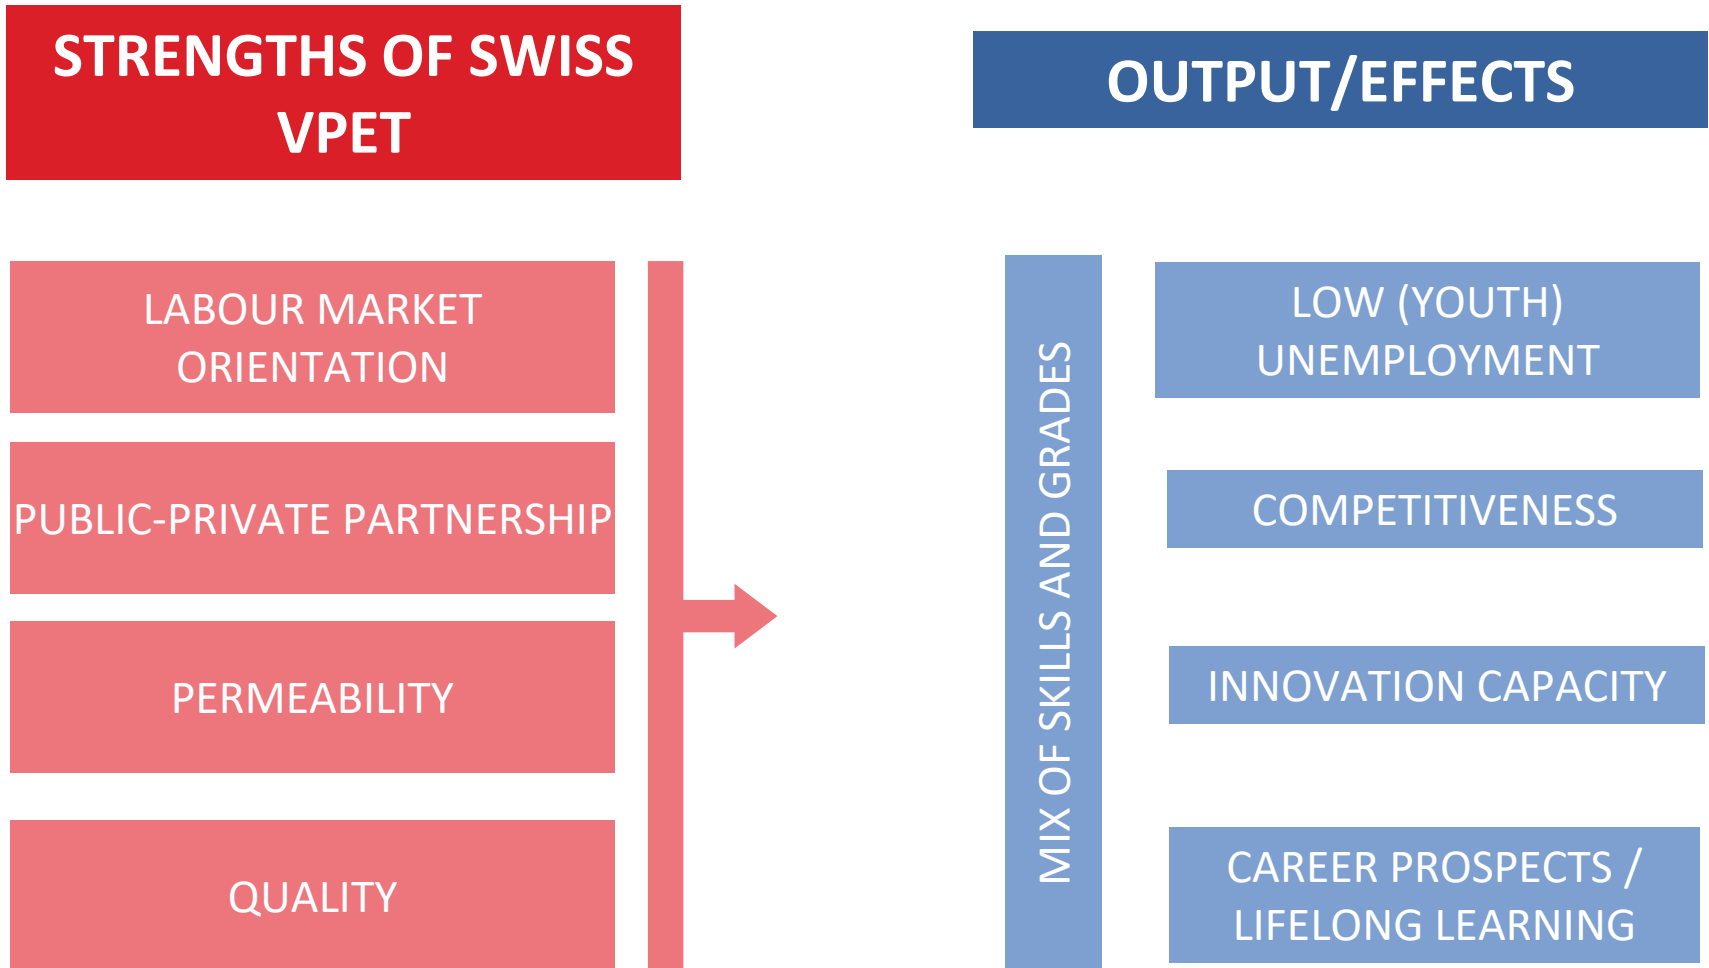 STRENGTHS OF SWISS
VPET
LABOUR MARKET
ORIENTATION
PUBLIC-PRIVATE PARTNERSHIP
PERMEABILITY
QUALITY
OUTPUT/EFFECTS
MIX OF SKILLS AND GRADES
LOW (YOUTH)
UNEMPLOYMENT
COMPETITIVENESS
INNOVATION CAPACITY
CAREER PROSPECTS /
LIFELONG LEARNING